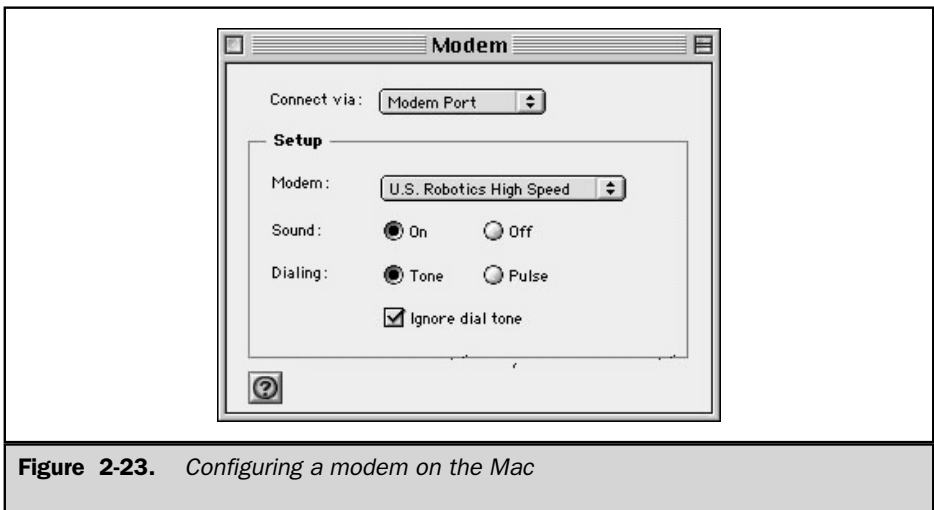 Modem
Connect via: Modem Port
Setup
Modem: U.S. Robotics High Speed
Sound: On Off
Dialing: Tone Pulse
Ignore dial tone
?
Figure 2-23. Configuring a modem on the Mac